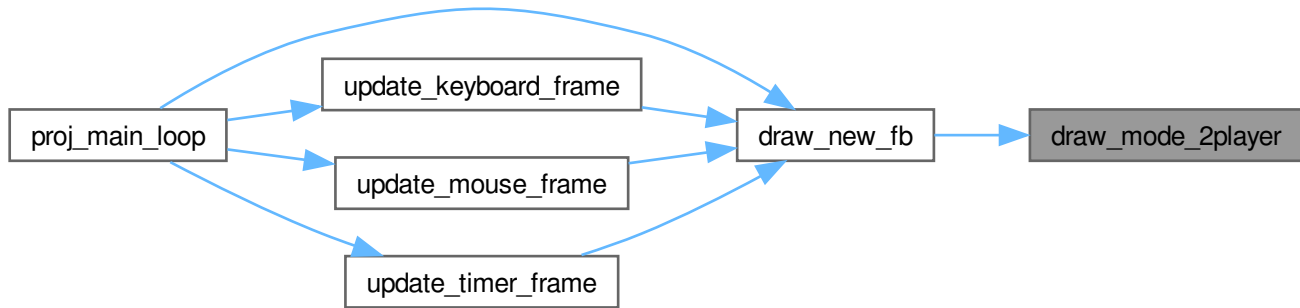 proj_main_loop
update_keyboard_frame
update_mouse_frame
update_timer_frame
draw_new_fb
draw_mode_2player